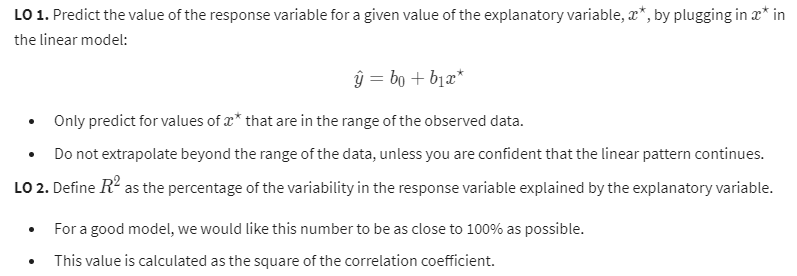 LO 1. Predict the value of the response variable for a given value of the explanatory variable, x⋆, by plugging in x⋆ in
the linear model:
ŷ = b₀ + b₁x⋆
• Only predict for values of x⋆ that are in the range of the observed data.
• Do not extrapolate beyond the range of the data, unless you are confident that the linear pattern continues.
LO 2. Define R² as the percentage of the variability in the response variable explained by the explanatory variable.
• For a good model, we would like this number to be as close to 100% as possible.
• This value is calculated as the square of the correlation coefficient.